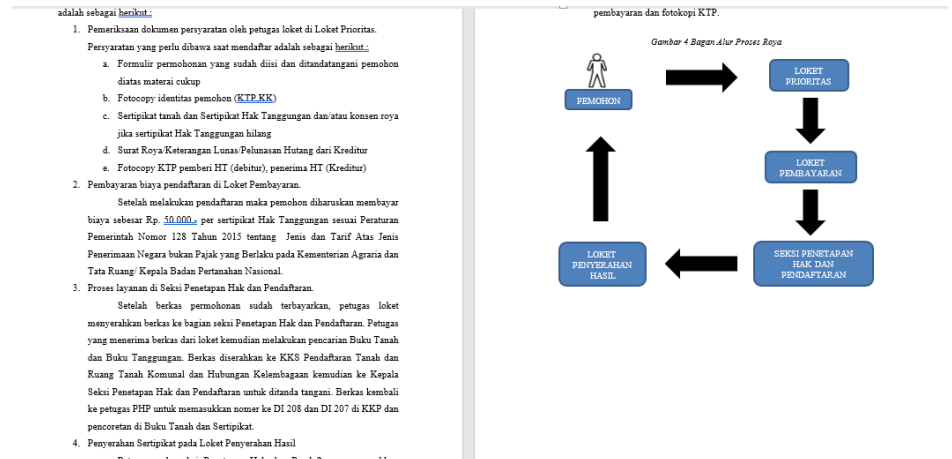 adalah sebagai berikut.:
1. Pemeriksaan dokumen persyaratan oleh petugas loket di Loket Prioritas.
Persyaratan yang perlu dibawa saat mendaftar adalah sebagai berikut.:
a. Formulir permohonan yang sudah diisi dan ditandatangani pemohon
diatas materai cukup
b. Fotocopy identitas pemohon (KTP,KK)
c. Sertipikat tanah dan Sertipikat Hak Tanggungan dan/atau konsen roya
jika sertipikat Hak Tanggungan hilang
d. Surat Roya/Keterangan Lunas/Pelunasan Hutang dari Kreditur
e. Fotocopy KTP pemberi HT (debitur), penerima HT (Kreditur)
2. Pembayaran biaya pendaftaran di Loket Pembayaran.
Setelah melakukan pendaftaran maka pemohon diharuskan membayar
biaya sebesar Rp. 50.000,- per sertipikat Hak Tanggungan sesuai Peraturan
Pemerintah Nomor 128 Tahun 2015 tentang Jenis dan Tarif Atas Jenis
Penerimaan Negara bukan Pajak yang Berlaku pada Kementerian Agraria dan
Tata Ruang/ Kepala Badan Pertanahan Nasional.
3. Proses layanan di Seksi Penetapan Hak dan Pendaftaran.
Setelah berkas permohonan sudah terbayarkan, petugas loket
menyerahkan berkas ke bagian seksi Penetapan Hak dan Pendaftaran. Petugas
yang menerima berkas dari loket kemudian melakukan pencarian Buku Tanah
dan Buku Tanggungan. Berkas diserahkan ke KKS Pendaftaran Tanah dan
Ruang Tanah Komunal dan Hubungan Kelembagaan kemudian ke Kepala
Seksi Penetapan Hak dan Pendaftaran untuk ditanda tangani. Berkas kembali
ke petugas PHP untuk memasukkan nomer ke DI 208 dan DI 207 di KKP dan
pencoretan di Buku Tanah dan Sertipikat.
4. Penyerahan Sertipikat pada Loket Penyerahan Hasil
pembayaran dan fotokopi KTP.
Gambar 4 Bagan Alur Proses Roya
PEMOHON
LOKET
PRIORITAS
LOKET
PEMBAYARAN
SEKSI PENETAPAN
HAK DAN
PENDAFTARAN
LOKET
PENYERAHAN
HASIL